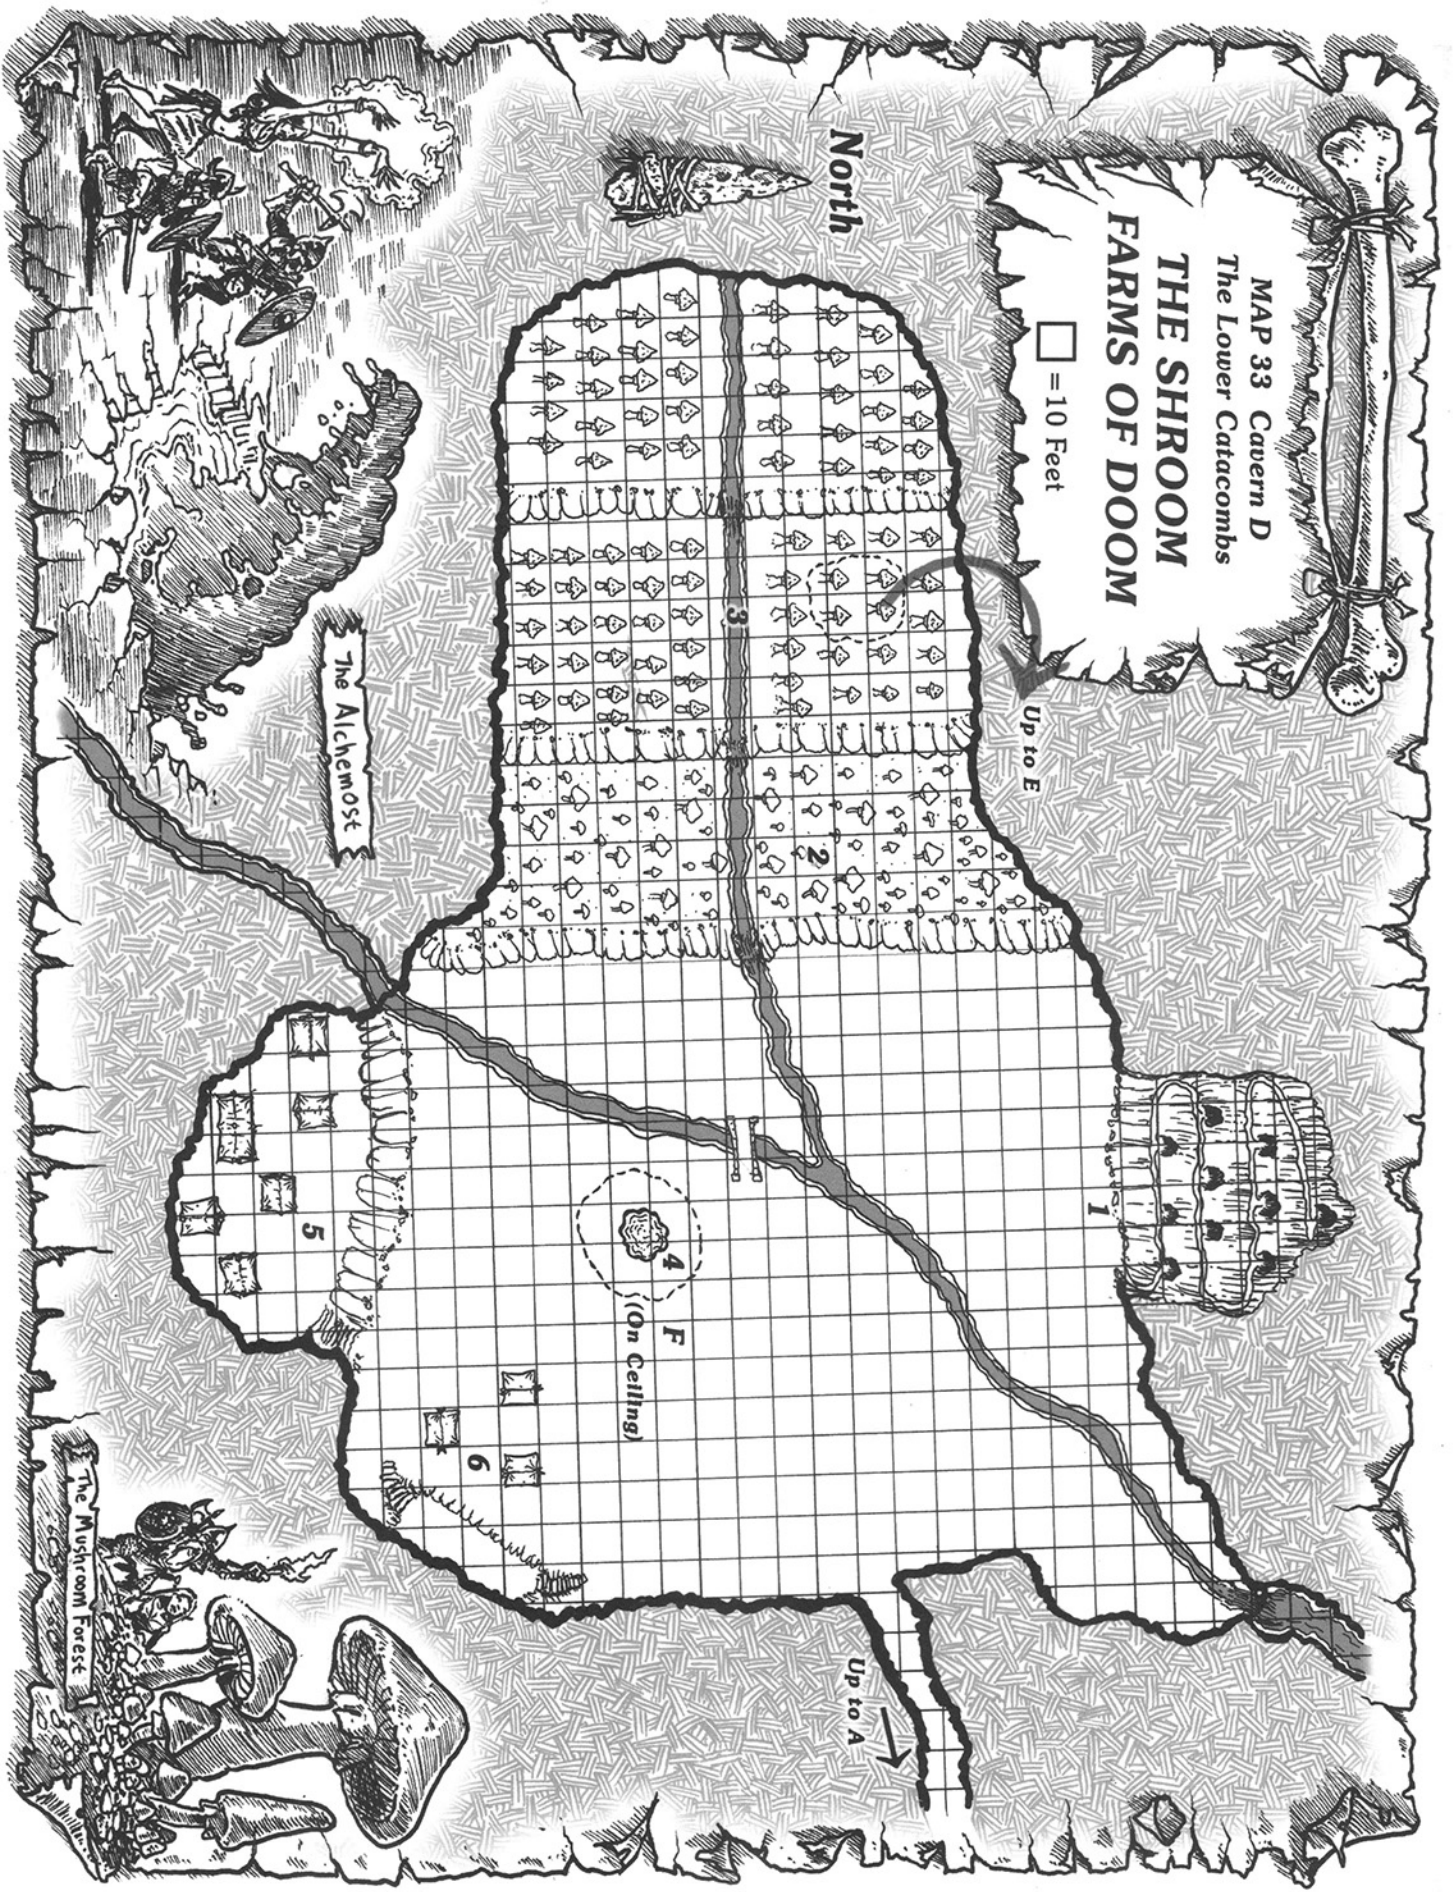 MAP 33 Cavern D
The Lower Catacombs
THE SHROOM
FARMS OF DOOM
=10 Feet
North
Up to E
1
2
3
4
F
(On Ceiling)
5
6
Up to A
The Alchemost
The Mushroom Forest